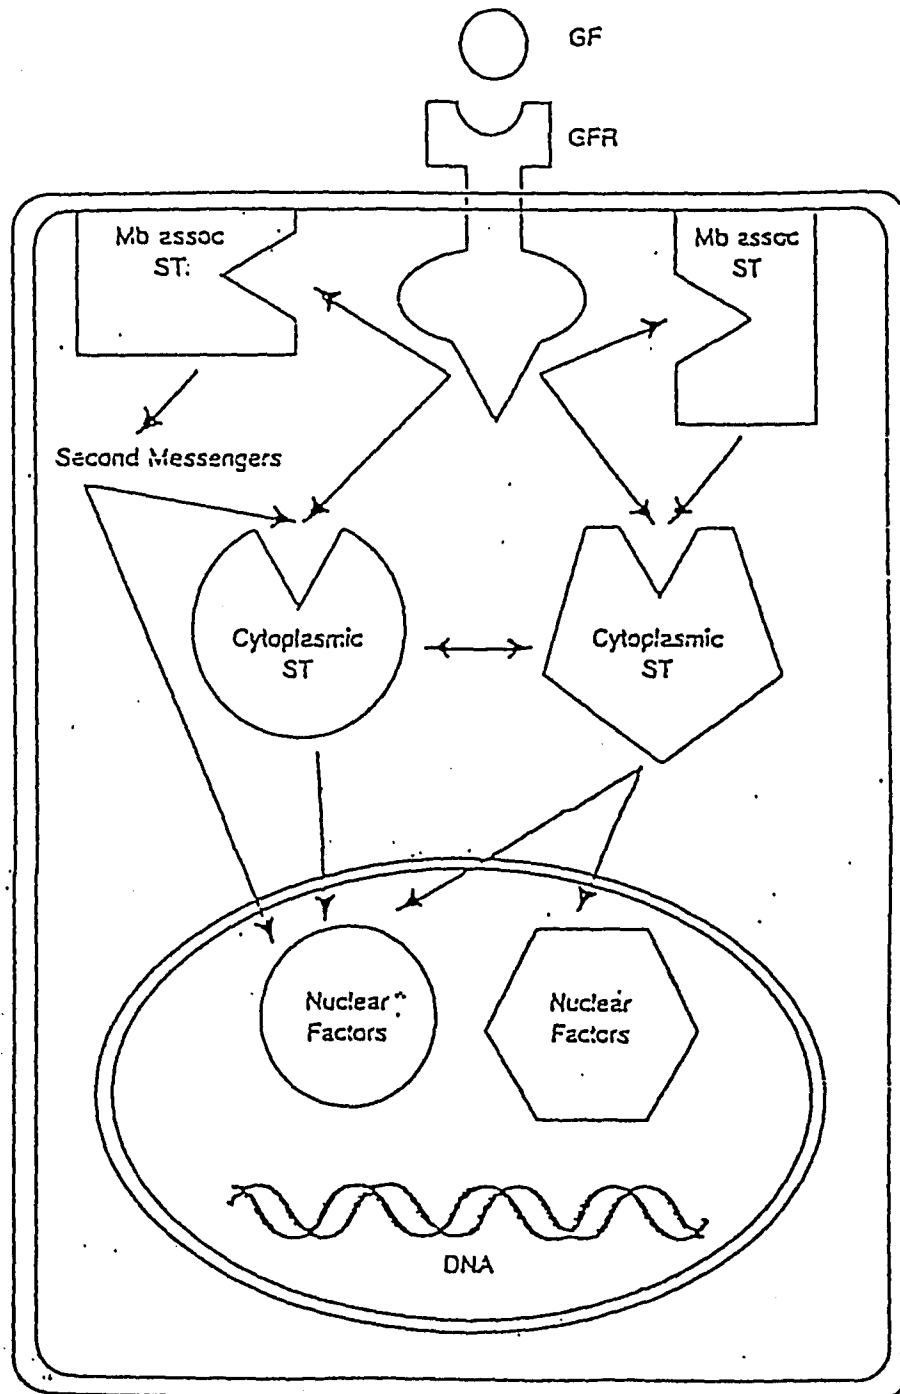 GF
GFR
Mb assoc
ST:
Mb assoc
ST
Second Messengers
Cytoplasmic
ST
Cytoplasmic
ST
Nuclear
Factors
Nuclear
Factors
DNA